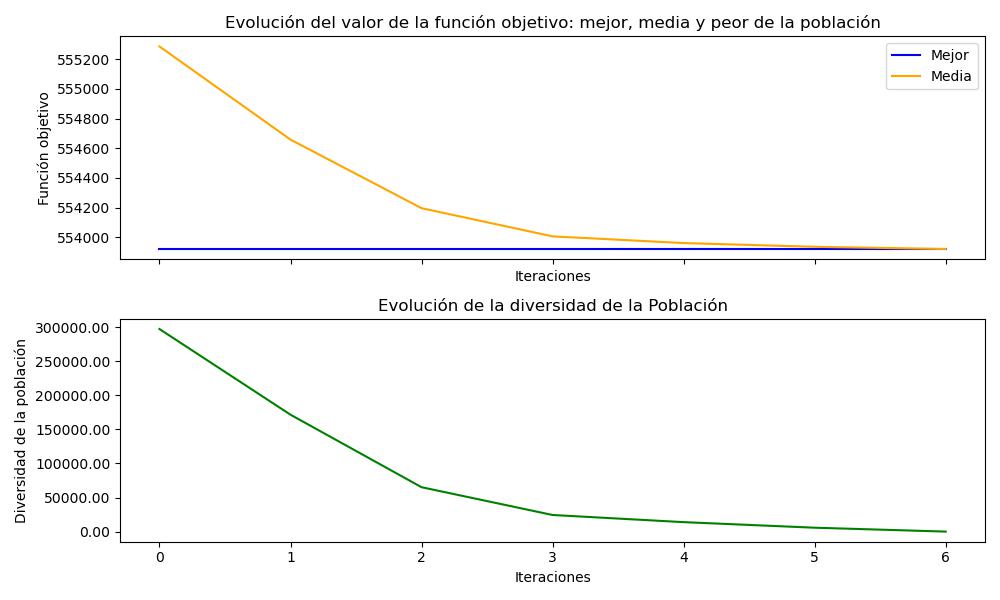 Evolución del valor de la función objetivo: mejor, media y peor de la población
Función objetivo
555200
555000
554800
554600
554400
554200
554000
Mejor
Media
Iteraciones
Evolución de la diversidad de la Población
Diversidad de la población
300000.00
250000.00
200000.00
150000.00
100000.00
50000.00
0.00
0 1 2 3 4 5 6
Iteraciones